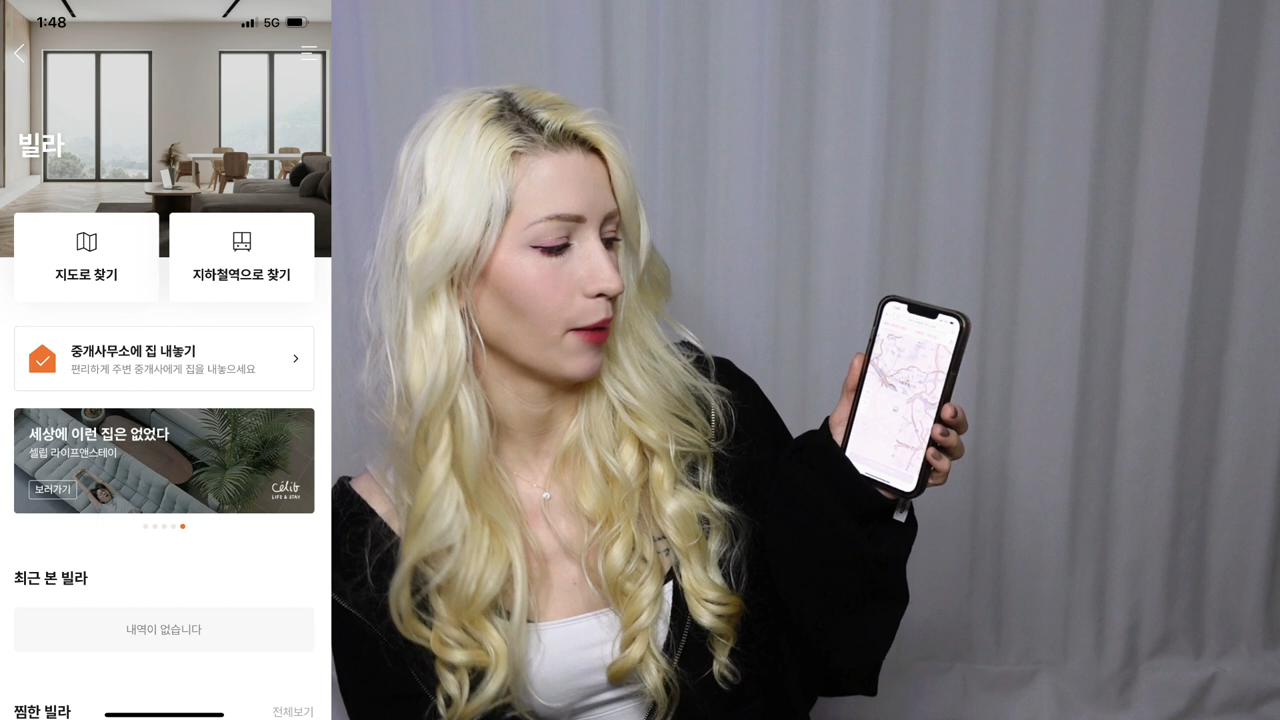 1:48
5G
빌라
지도로 찾기
지하철역으로 찾기
중개사무소에 집 내놓기
편리하게 주변 중개사에게 집을 내놓으세요
세상에 이런 집은 없었다
셀립 라이프앤스테이
보러가기
célib
LIFE & STAY
최근 본 빌라
내역이 없습니다
찜한 빌라
전체보기